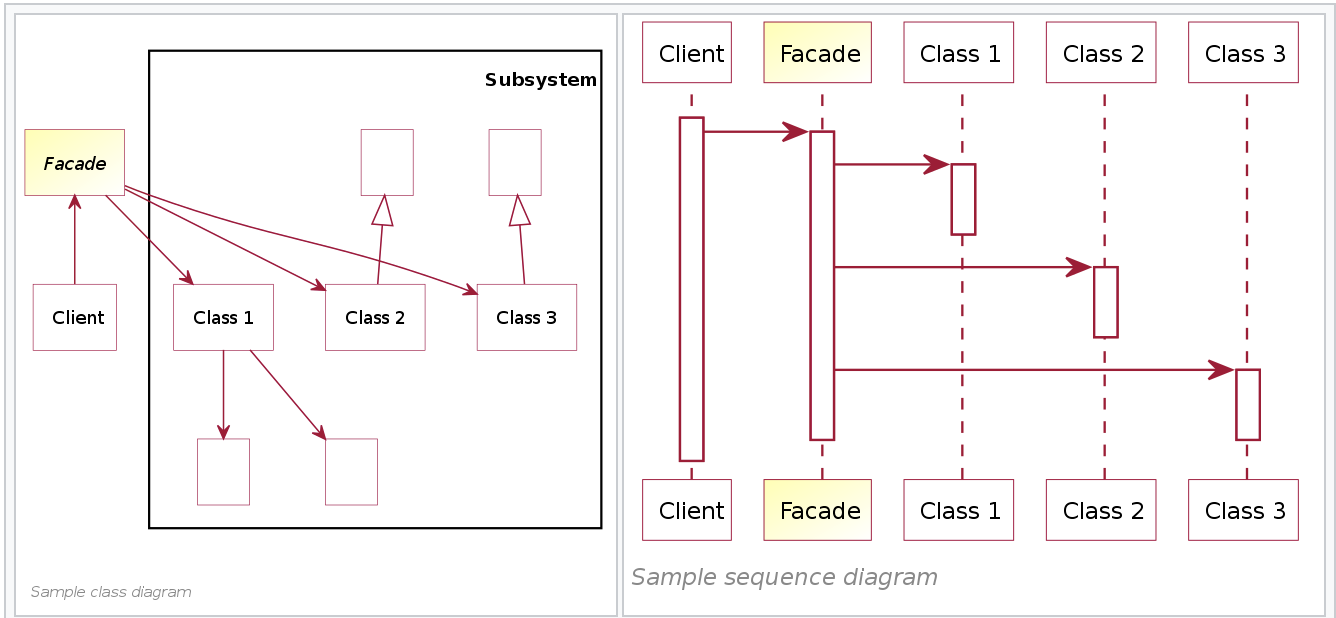 Subsystem
Facade
Client
Class 1
Class 2
Class 3
Sample class diagram
Client
Facade
Class 1
Class 2
Class 3
Client
Facade
Class 1
Class 2
Class 3
Sample sequence diagram